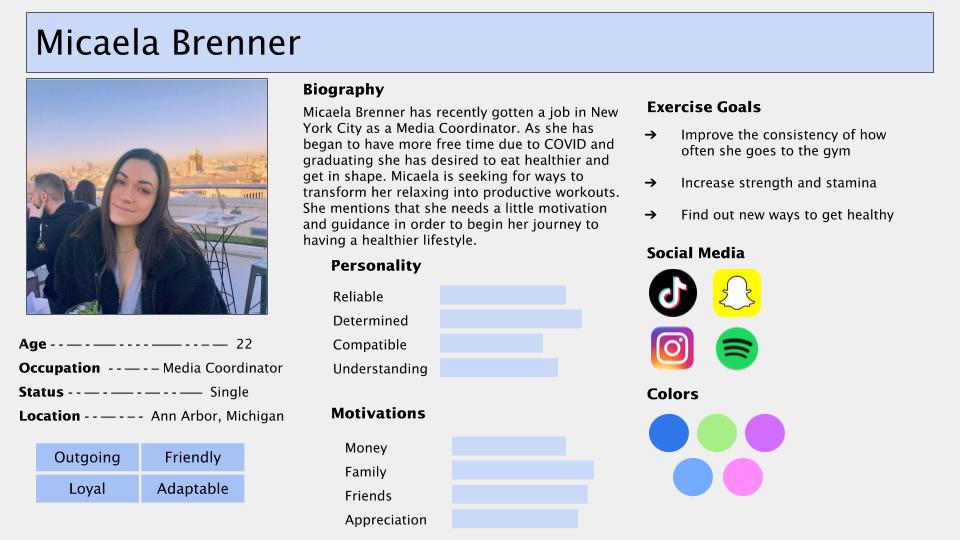 Micaela Brenner
Biography
Micaela Brenner has recently gotten a job in New
York City as a Media Coordinator. As she has
began to have more free time due to COVID and
graduating she has desired to eat healthier and
get in shape. Micaela is seeking for ways to
transform her relaxing into productive workouts.
She mentions that she needs a little motivation
and guidance in order to begin her journey to
having a healthier lifestyle.
Age 22
Occupation Media Coordinator
Status Single
Location Ann Arbor, Michigan
Outgoing Friendly
Loyal Adaptable
Personality
Reliable
Determined
Compatible
Understanding
Motivations
Money
Family
Friends
Appreciation
Exercise Goals
➔ Improve the consistency of how
often she goes to the gym
➔ Increase strength and stamina
➔ Find out new ways to get healthy
Social Media
Colors